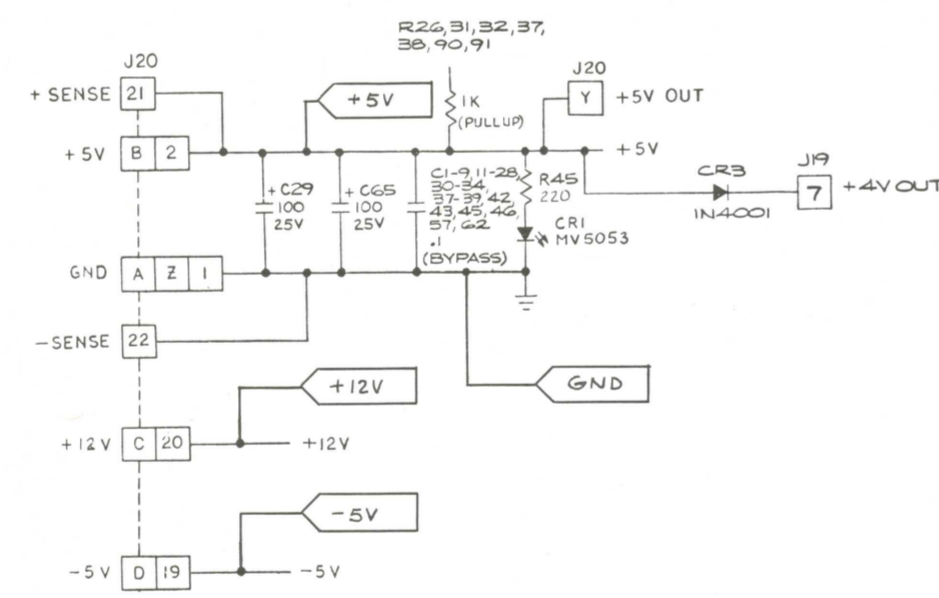 R26, 31, 32, 37,
38, 90, 91
J20
+ SENSE 21
+5V
1K
(PULLUP)
J20
Y +5V OUT
+5V B 2
+5V
CR3
1N4001
J19
7 +4V OUT
+ C29
100
25V
+ C65
100
25V
C1-9, 11-28,
30-34,
37-39, 42,
43, 45, 46,
57, 62
.1
(BYPASS)
R45
220
CR1
MV5053
GND A Z 1
-SENSE 22
GND
+12V
+12V C 20
+12V
-5V
-5V D 19
-5V